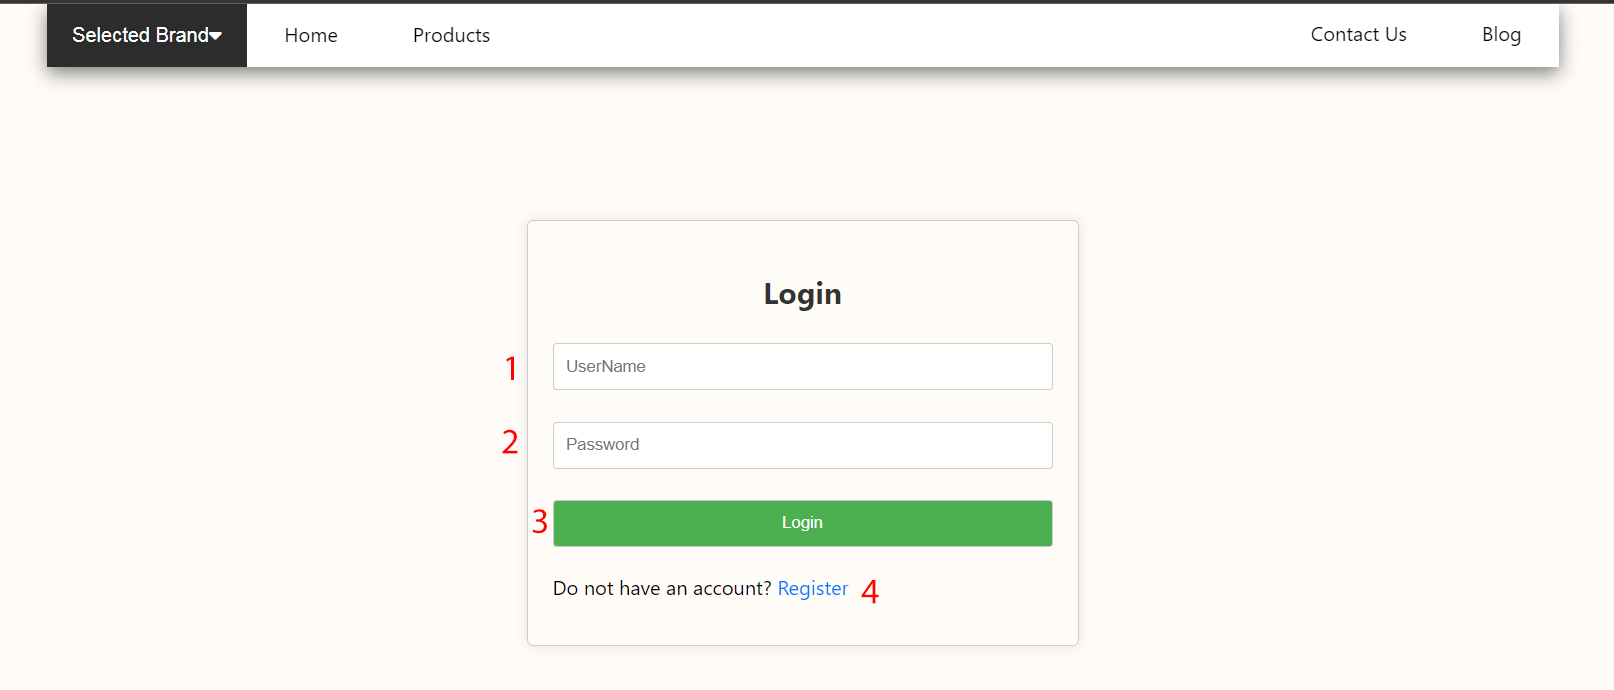 Selected Brand Home Products Contact Us Blog
Login
1 UserName
2 Password
3 Login
Do not have an account? Register 4